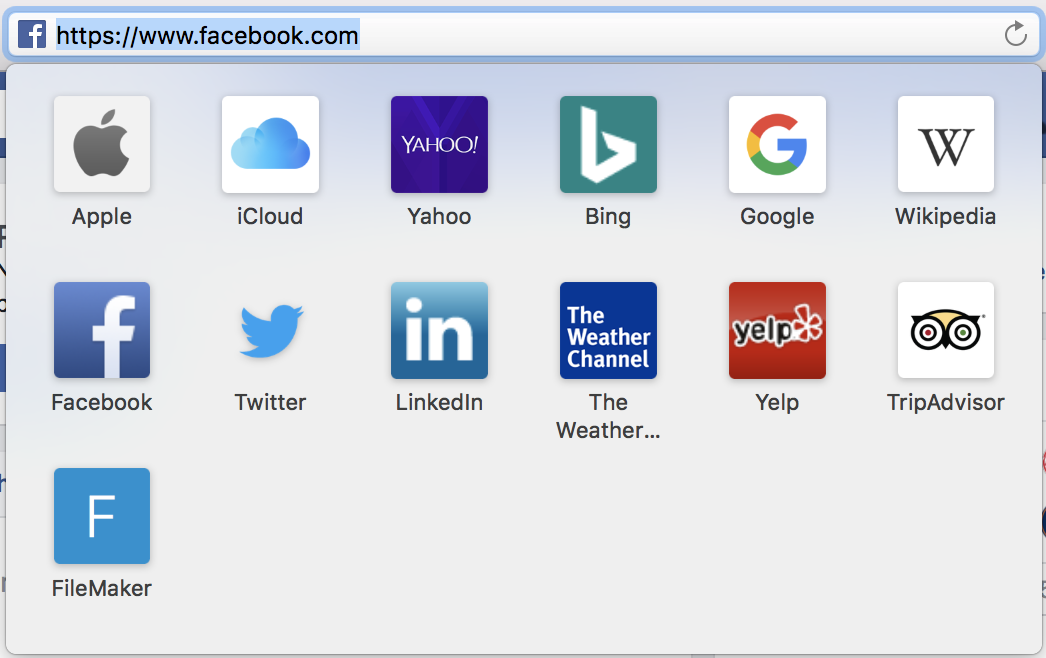 https://www.facebook.com
YAHOO!
Apple
iCloud
Yahoo
Bing
Google
Wikipedia
in
The
Weather
Channel
yelp
Facebook
Twitter
LinkedIn
The
Weather...
Yelp
TripAdvisor
F
FileMaker